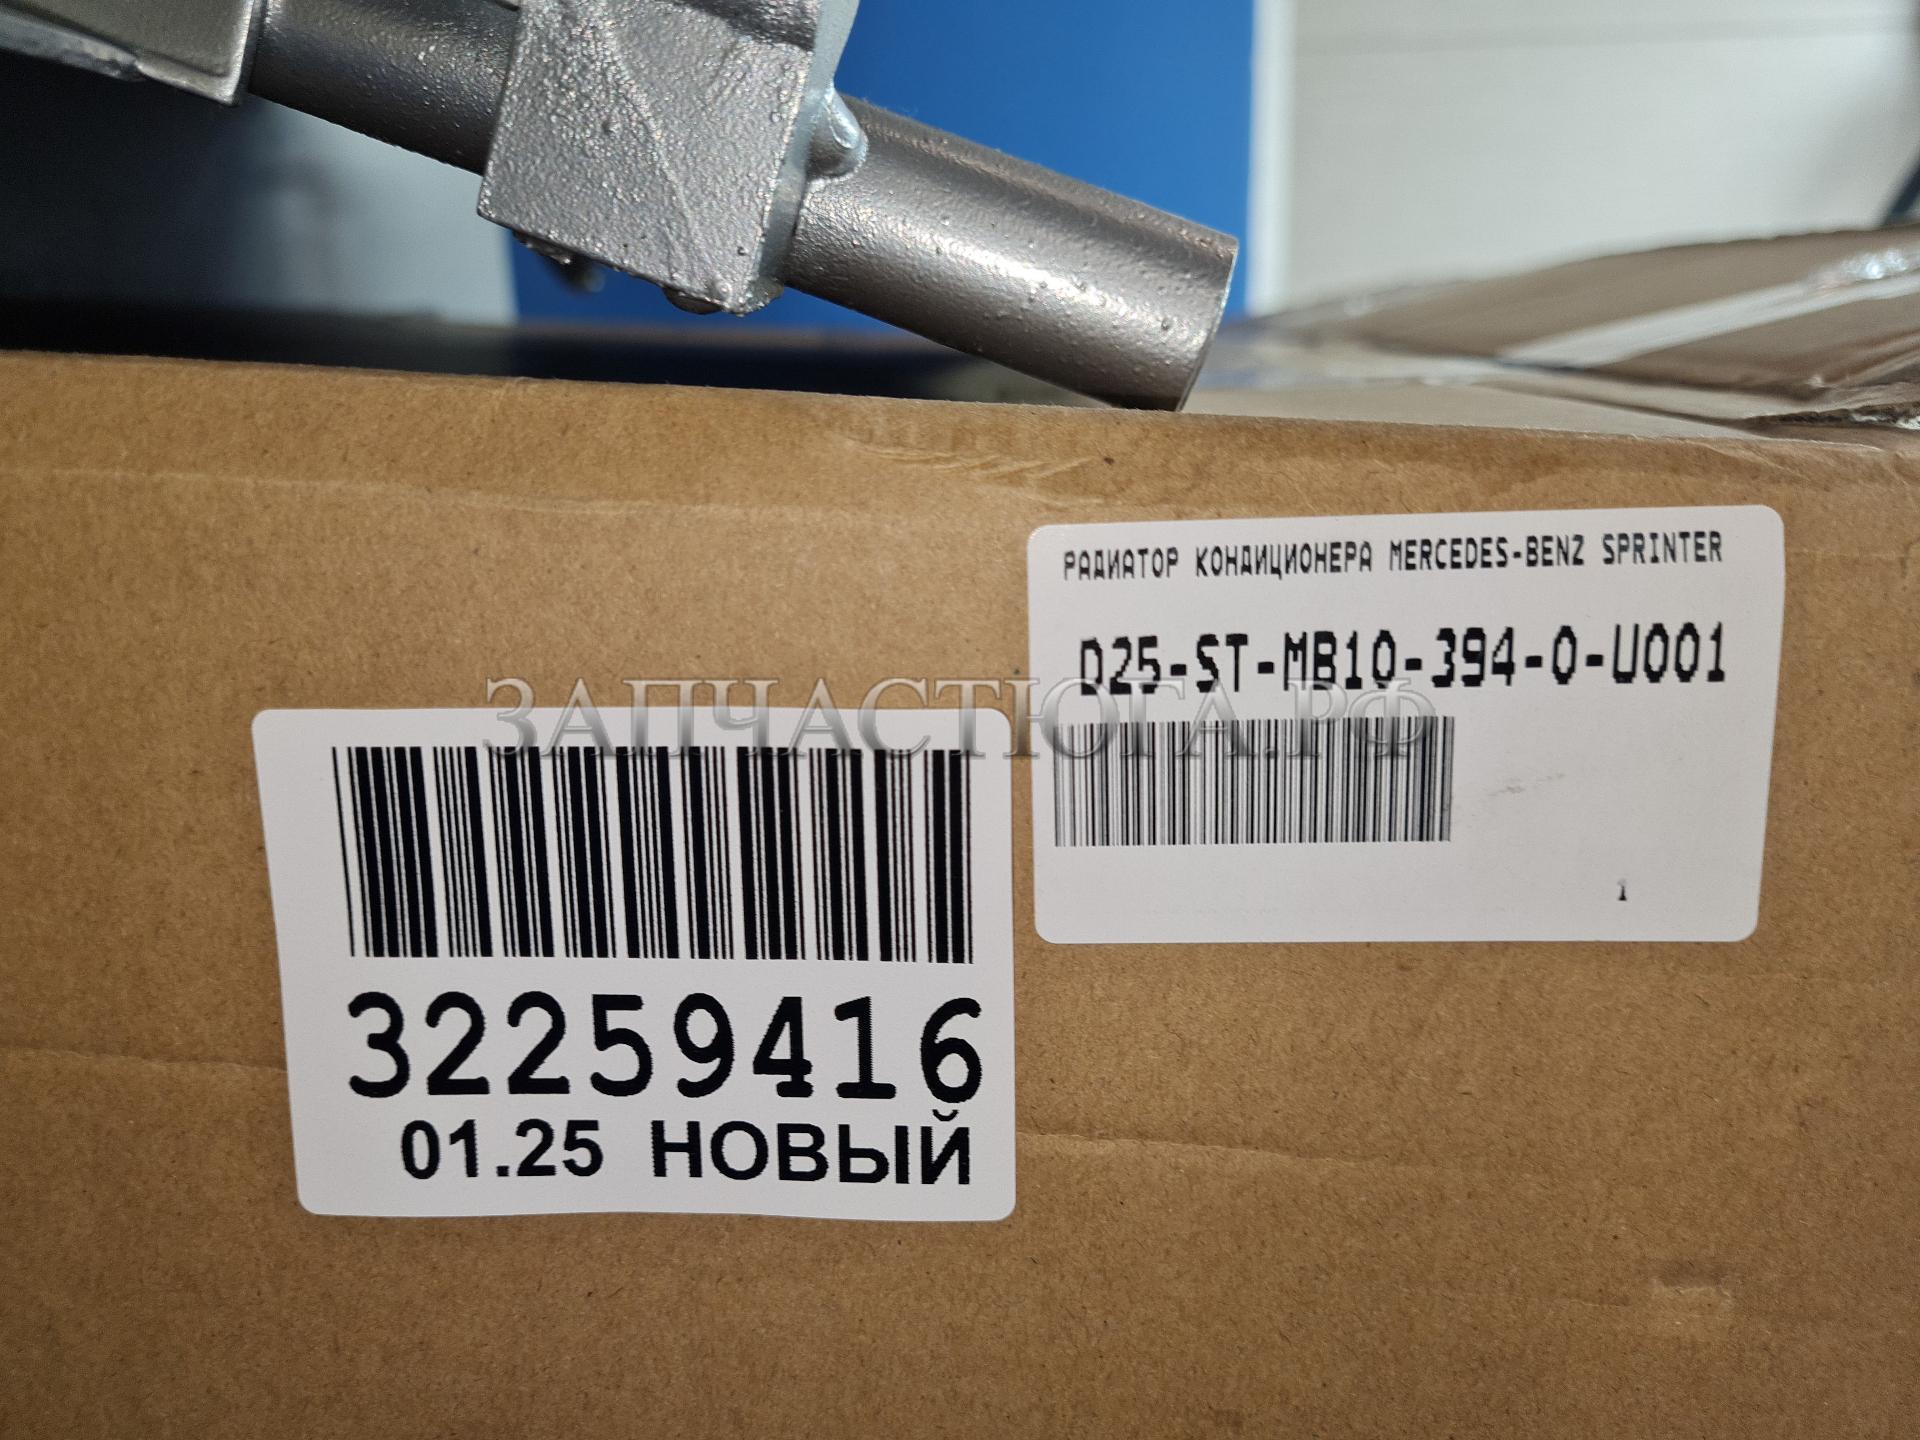 РАДИАТОР КОНДИЦИОНЕРА MERCEDES-BENZ SPRINTER
D25-ST-MB10-394-0-U001
ЗАПЧАСТЮГА.РФ
1
32259416
01.25 НОВЫЙ